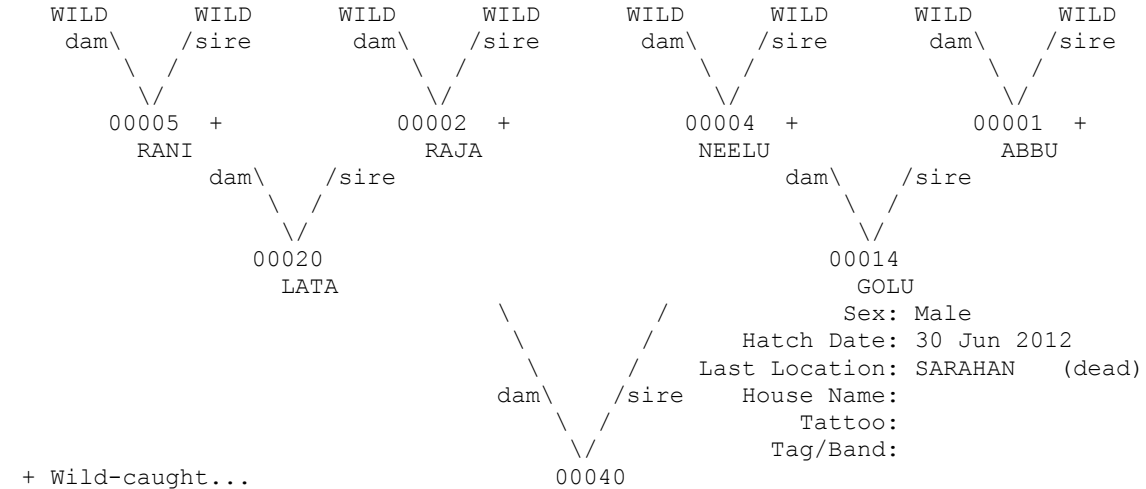 WILD WILD WILD WILD WILD WILD WILD WILD
dam\ /sire dam\ /sire dam\ /sire dam\ /sire
\ / \ / \ / \ /
\/ \/ \/ \/
00005 + 00002 + 00004 + 00001 +
RANI RAJA NEELU ABBU
dam\ /sire dam\ /sire
\ / \ /
\/ \/
00020 00014
LATA GOLU
\ / Sex: Male
\ / Hatch Date: 30 Jun 2012
\ / Last Location: SARAHAN (dead)
dam\ /sire House Name:
\ / Tattoo:
\/ Tag/Band:
+ Wild-caught... 00040